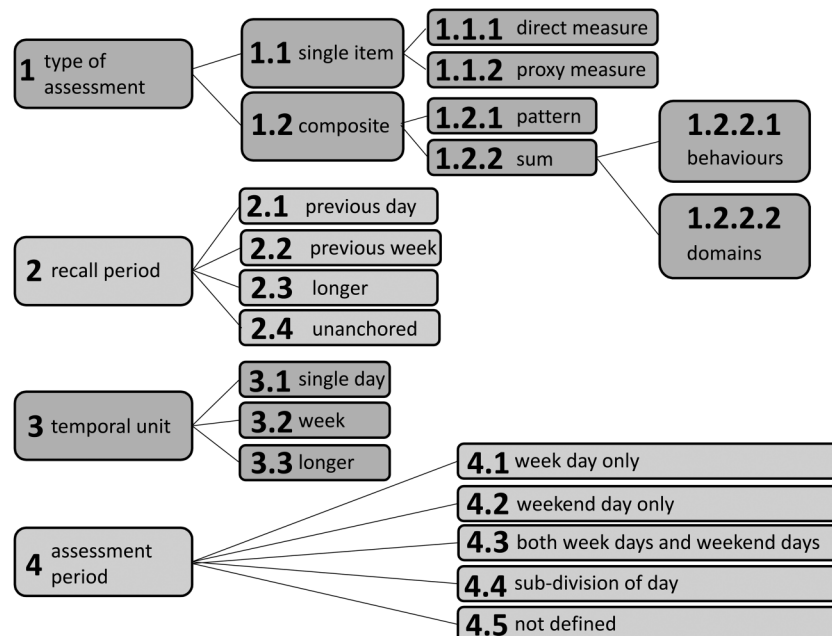 1 type of
assessment
1.1 single item
1.1.1 direct measure
1.1.2 proxy measure
1.2 composite
1.2.1 pattern
1.2.2 sum
1.2.2.1
behaviours
1.2.2.2
domains
2 recall period
2.1 previous day
2.2 previous week
2.3 longer
2.4 unanchored
3 temporal unit
3.1 single day
3.2 week
3.3 longer
4 assessment
period
4.1 week day only
4.2 weekend day only
4.3 both week days and weekend days
4.4 sub-division of day
4.5 not defined